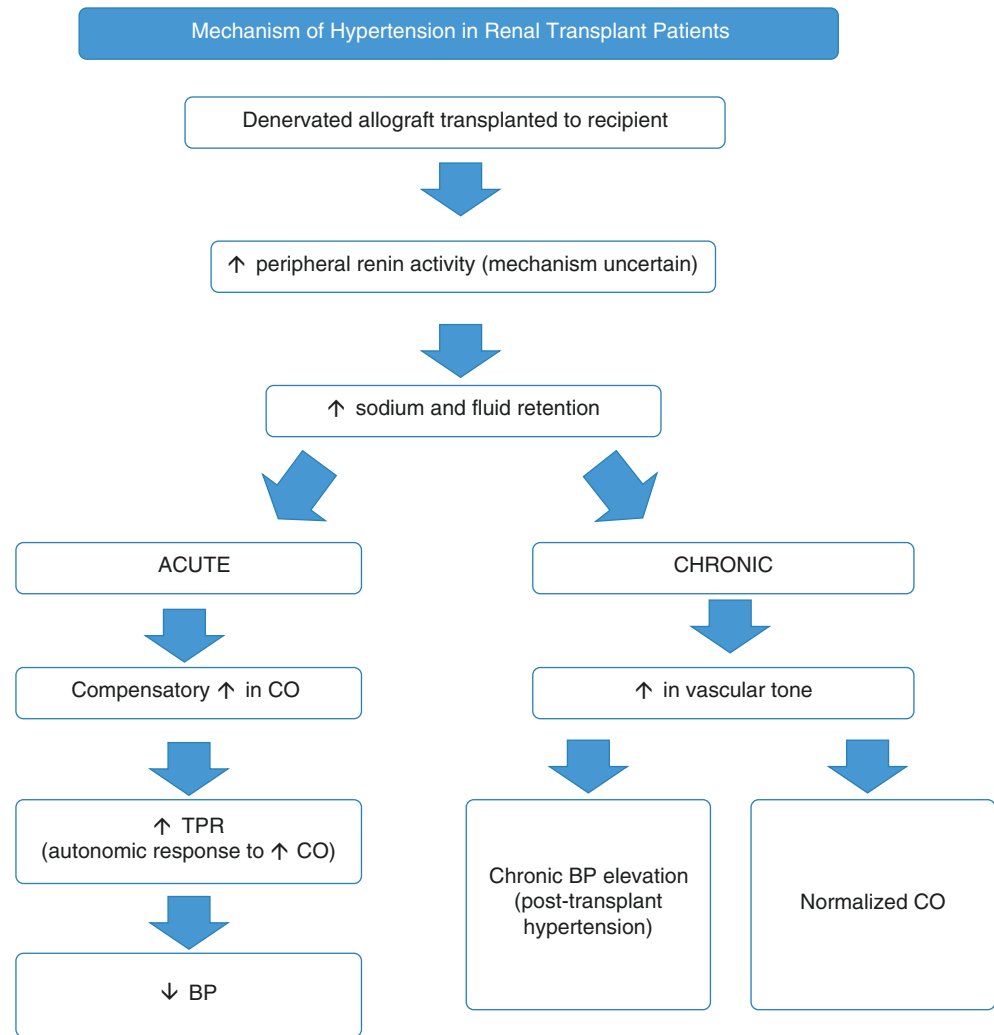 Mechanism of Hypertension in Renal Transplant Patients
Denervated allograft transplanted to recipient
↑ peripheral renin activity (mechanism uncertain)
↑ sodium and fluid retention
ACUTE
Compensatory ↑ in CO
↑ TPR
(autonomic response to ↑ CO)
↓ BP
CHRONIC
↑ in vascular tone
Chronic BP elevation
(post-transplant
hypertension)
Normalized CO